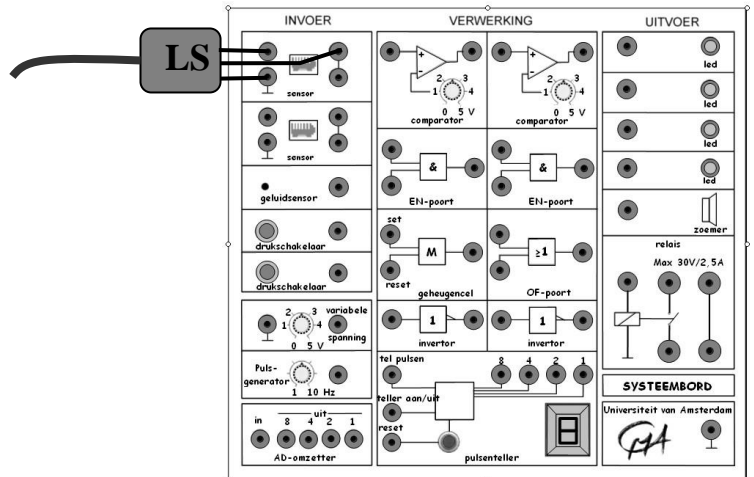 INVOER
LS
sensor
sensor
geluidsensor
drukschakelaar
drukschakelaar
2 3 variabele
1 4
spanning
0 5 V
Puls-
generator
1 10 Hz
uit
in 8 4 2 1
AD-omzetter
VERWERKING
+ +
- -
2 3 2 3
1 4 1 4
0 5 V 0 5 V
comparator comparator
& &
EN-poort EN-poort
set
M ≥1
reset
geheugencel OF-poort
1 1
invertor invertor
tel pulsen 8 4 2 1
teller aan/uit
reset
8
pulsenteller
UITVOER
led
led
led
led
zoemer
relais
Max 30V/2,5A
SYSTEEMBORD
Universiteit van Amsterdam
CMA